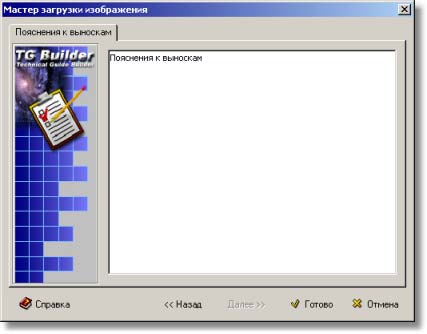 Мастер загрузки изображения
Пояснения к выноскам
TG Builder
Technical Guide Builder
Пояснения к выноскам
Справка
<< Назад
Далее >>
Готово
Отмена